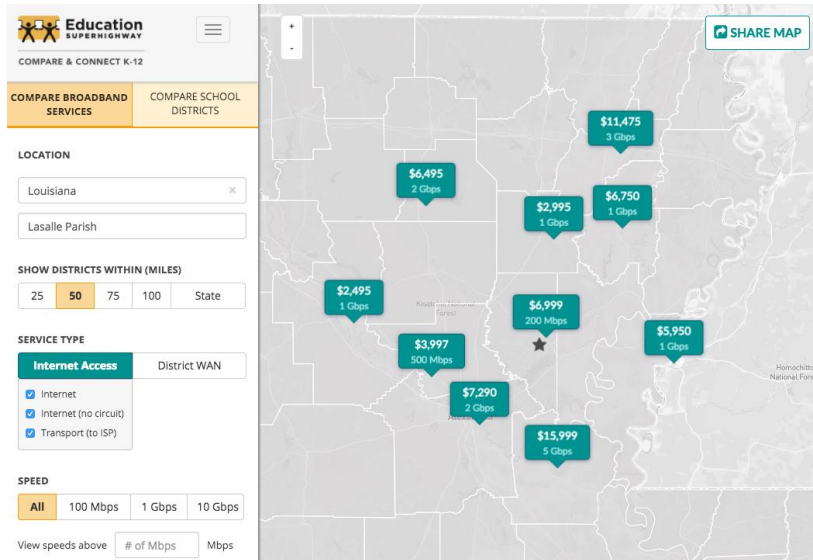 Education
SUPERHIGHWAY
COMPARE & CONNECT K-12
COMPARE BROADBAND
SERVICES
COMPARE SCHOOL
DISTRICTS
LOCATION
Louisiana ×
Lasalle Parish
SHOW DISTRICTS WITHIN (MILES)
25 50 75 100 State
SERVICE TYPE
Internet Access District WAN
Internet
Internet (no circuit)
Transport (to ISP)
SPEED
All 100 Mbps 1 Gbps 10 Gbps
View speeds above # of Mbps Mbps
+
-
SHARE MAP
$11,475
3 Gbps
$6,495
2 Gbps
$2,995
1 Gbps
$6,750
1 Gbps
$2,495
1 Gbps
$6,999
200 Mbps
$3,997
500 Mbps
$5,950
1 Gbps
$7,290
2 Gbps
$15,999
5 Gbps
Forest
Homochitto
National Fore